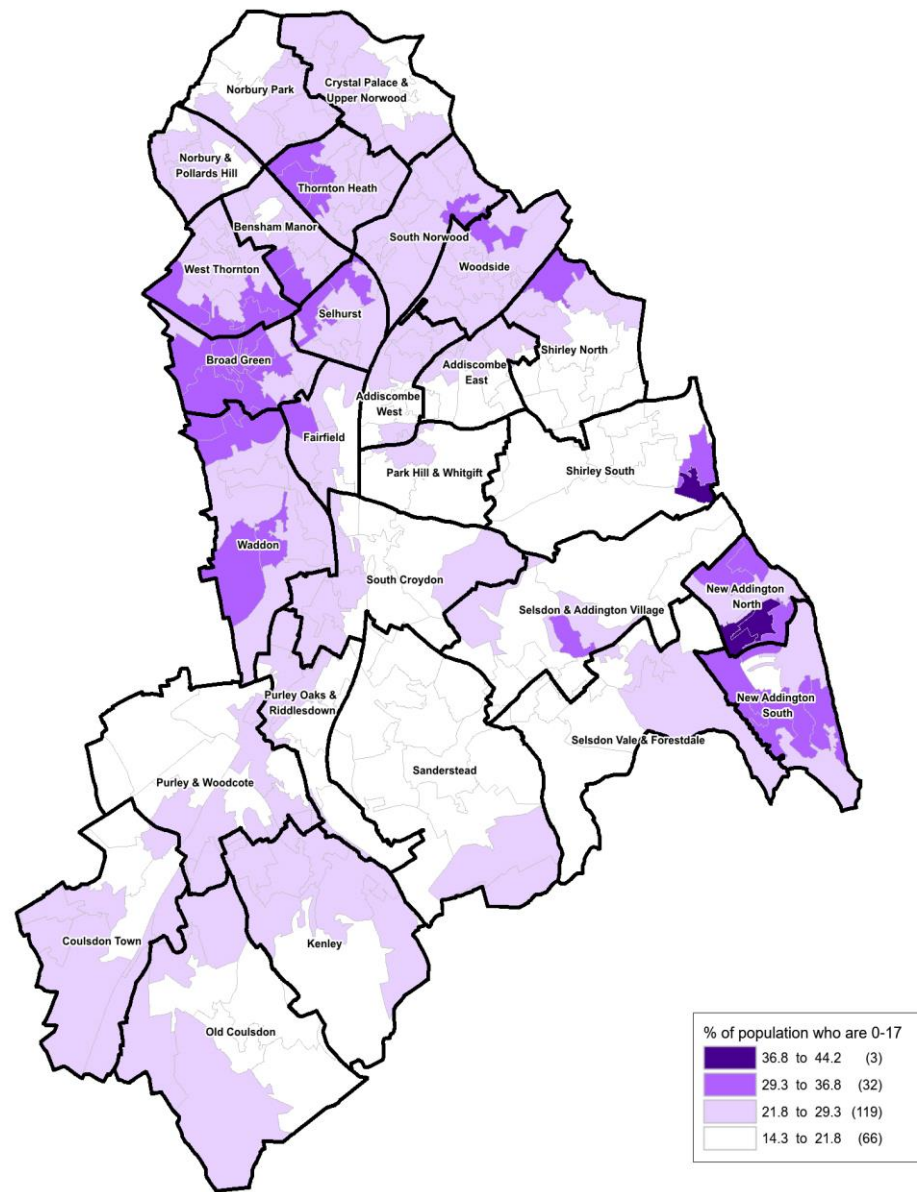 Norbury Park
Crystal Palace &
Upper Norwood
Norbury &
Pollards Hill
Thornton Heath
Bensham Manor
South Norwood
West Thornton
Woodside
Selhurst
Broad Green
Addiscombe
East
Shirley North
Addiscombe
West
Fairfield
Park Hill & Whitgift
Shirley South
Waddon
South Croydon
New Addington
North
Selsdon & Addington Village
Purley Oaks &
Riddlesdown
New Addington
South
Selsdon Vale & Forestdale
Sanderstead
Purley & Woodcote
Coulsdon Town
Kenley
Old Coulsdon
% of population who are 0-17
36.8 to 44.2 (3)
29.3 to 36.8 (32)
21.8 to 29.3 (119)
14.3 to 21.8 (66)